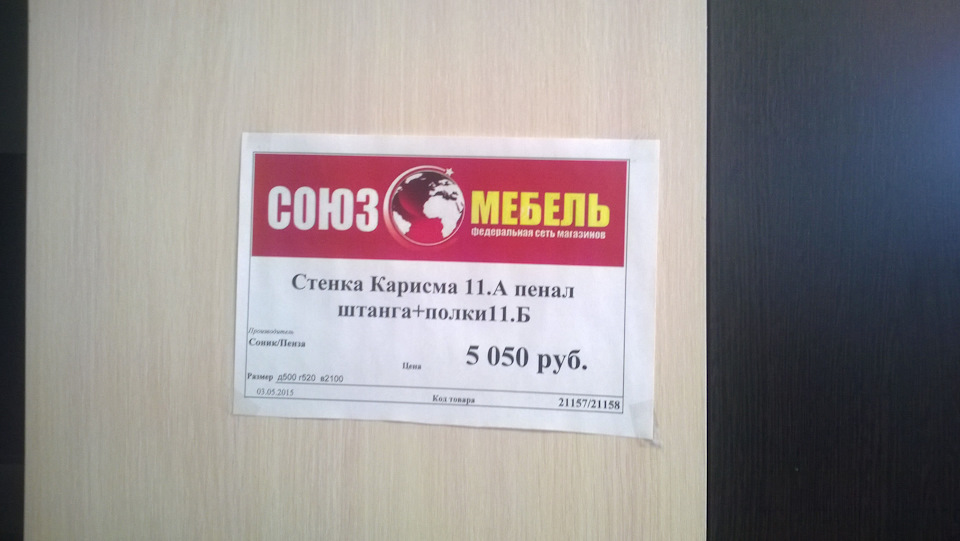 СОЮЗ МЕБЕЛЬ
федеральная сеть магазинов
Стенка Карисма 11.А пенал
штанга+полки11.Б
Производитель
Соник/Пенза
Цена 5 050 руб.
Размер д500 г520 в2100
03.05.2015 Код товара 21157/21158